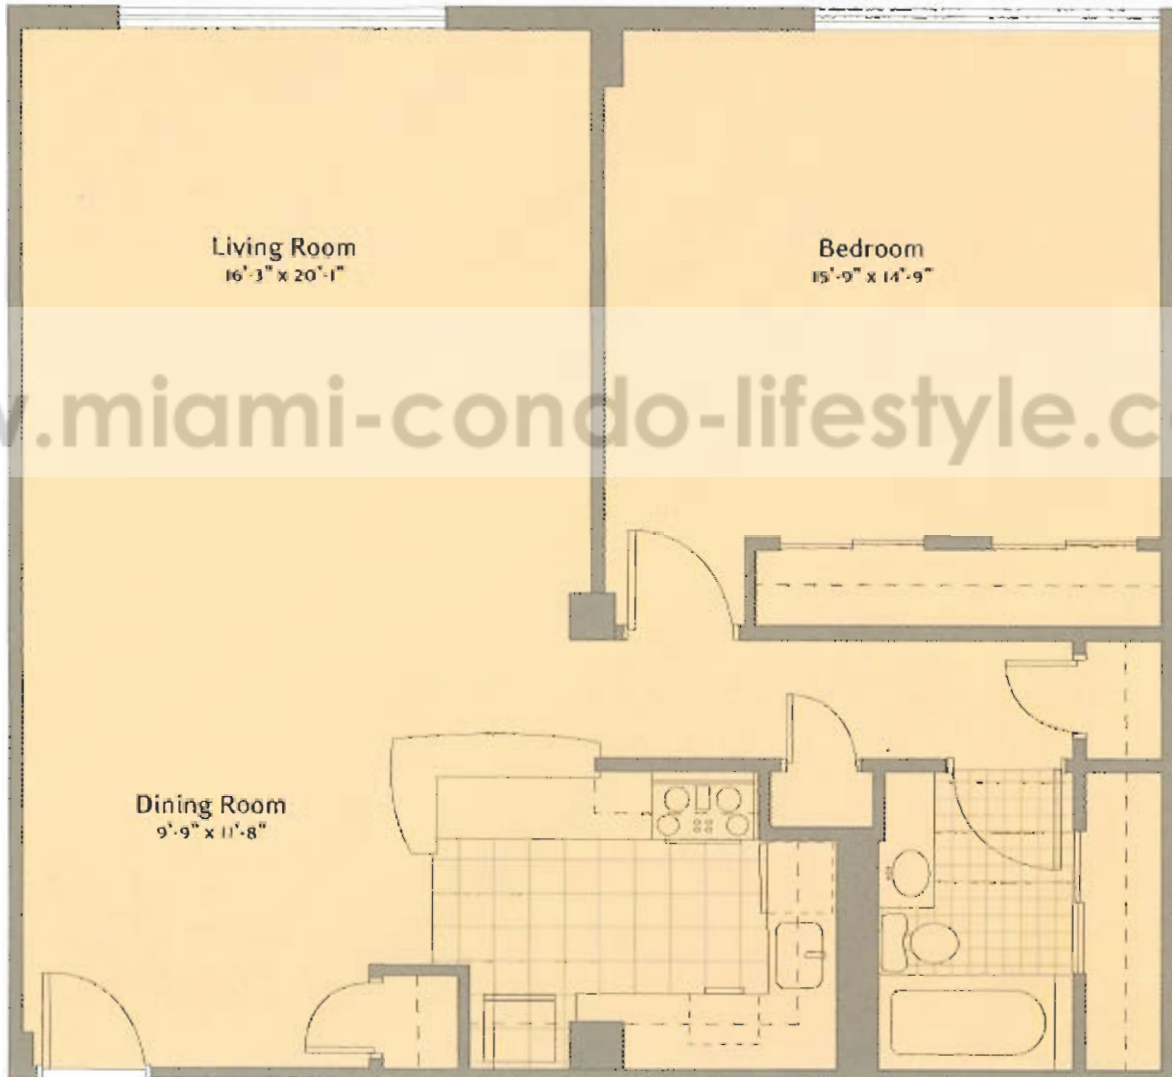 Living Room
16'-3" x 20'-1"
Bedroom
15'-9" x 14'-9"
.miami-condo-lifestyle.c
Dining Room
9'-9" x 11'-8"